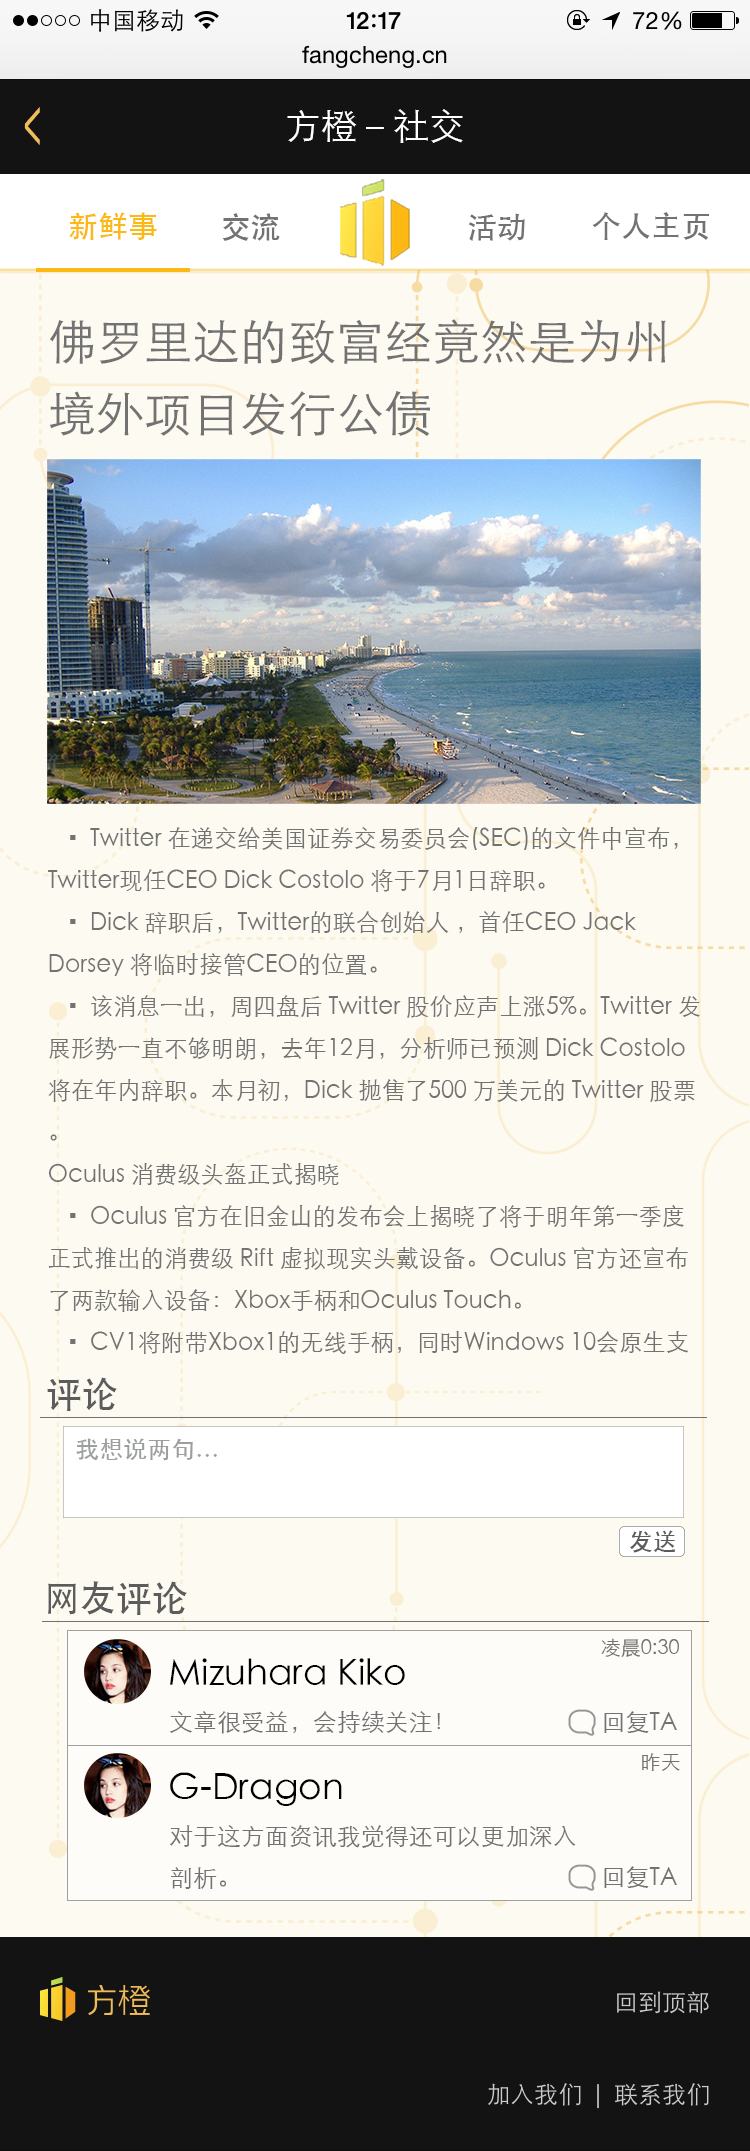 中国移动 12:17 72%
fangcheng.cn
方橙 – 社交
新鲜事 交流 活动 个人主页
佛罗里达的致富经竟然是为州
境外项目发行公债
▪ Twitter 在递交给美国证券交易委员会(SEC)的文件中宣布，
Twitter现任CEO Dick Costolo 将于7月1日辞职。
▪ Dick 辞职后，Twitter的联合创始人 ，首任CEO Jack
Dorsey 将临时接管CEO的位置。
▪ 该消息一出，周四盘后 Twitter 股价应声上涨5%。Twitter 发
展形势一直不够明朗，去年12月，分析师已预测 Dick Costolo
将在年内辞职。本月初，Dick 抛售了500 万美元的 Twitter 股票
。
Oculus 消费级头盔正式揭晓
▪ Oculus 官方在旧金山的发布会上揭晓了将于明年第一季度
正式推出的消费级 Rift 虚拟现实头戴设备。Oculus 官方还宣布
了两款输入设备：Xbox手柄和Oculus Touch。
▪ CV1将附带Xbox1的无线手柄，同时Windows 10会原生支
评论
我想说两句...
发送
网友评论
凌晨0:30
Mizuhara Kiko
文章很受益，会持续关注！ 回复TA
昨天
G-Dragon
对于这方面资讯我觉得还可以更加深入
剖析。 回复TA
方橙 回到顶部
加入我们 | 联系我们